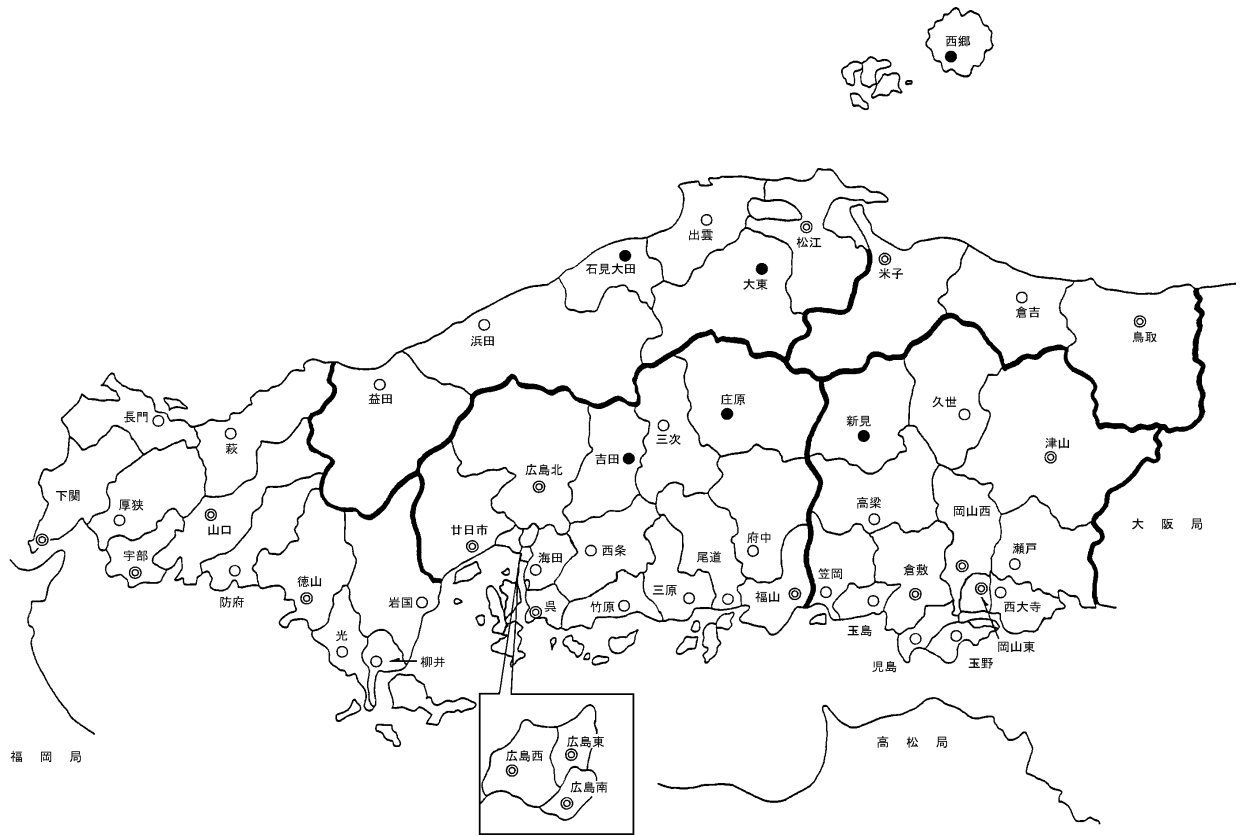 西郷
出雲
松江
石見大田
大東
米子
倉吉
鳥取
浜田
益田
庄原
久世
長門
萩
三次
新見
津山
吉田
広島北
下関
厚狭
高梁
岡山西
大阪局
山口
廿日市
海田
西条
尾道
府中
瀬戸
宇部
徳山
岩国
呉
竹原
三原
福山
笠岡
倉敷
西大寺
防府
光
柳井
玉島
児島
玉野
岡山東
福岡局
広島西
広島東
広島南
高松局